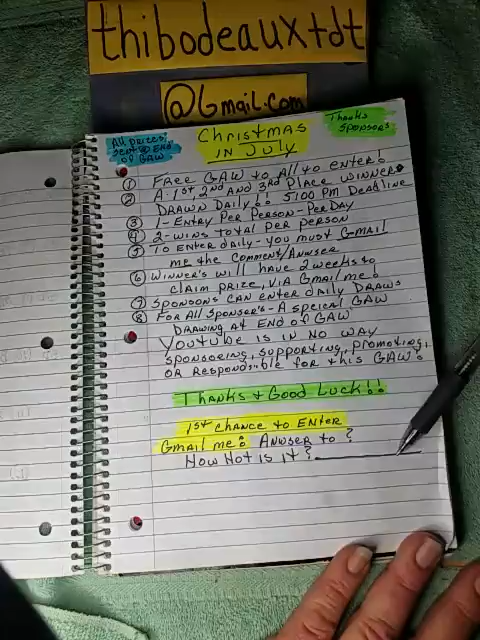 thibodeauxtdt
@Gmail.com
All prizes
sent @ End
of GAW
Christmas
IN July
Thanks
Sponsors
① FREE GAW to All to enter!
② A 1st, 2nd AND 3rd Place WINNER
DRAWN DAILY!! 5:00 PM DeadLine
③ 1-ENTRY PER PERSON-PERDAY
④ 2-WINS TOTAL PER PERSON
⑤ TO ENTER daily-you must GMAIL
me the Comment/Anwser
⑥ WINNER'S WILL HAVE 2 weeks to
CLAIM PRIZE, VIA Gmail me!
⑦ SPONSORS CAN ENTER daily DRAWS
⑧ FOR All SPONSER'S-A SPECIAL GAW
DRAWING AT END OF GAW
YouTube is in NO WAY
SPONSORING, SUPPORTING, PROMOTING,
OR RESPONSIBLE for this GAW!
Thanks & Good Luck!!
1st CHANCE to ENTER
Gmail me: Anwser to?
How Hot is it?